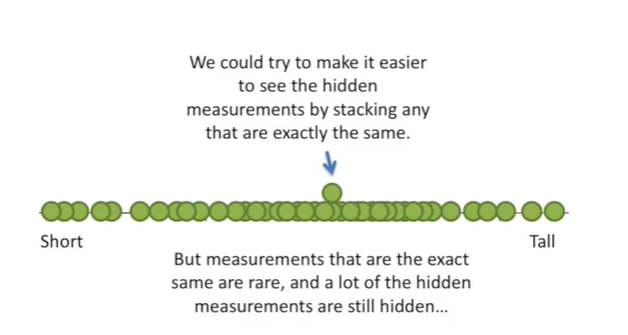 We could try to make it easier
to see the hidden
measurements by stacking any
that are exactly the same.
Short
Tall
But measurements that are the exact
same are rare, and a lot of the hidden
measurements are still hidden...